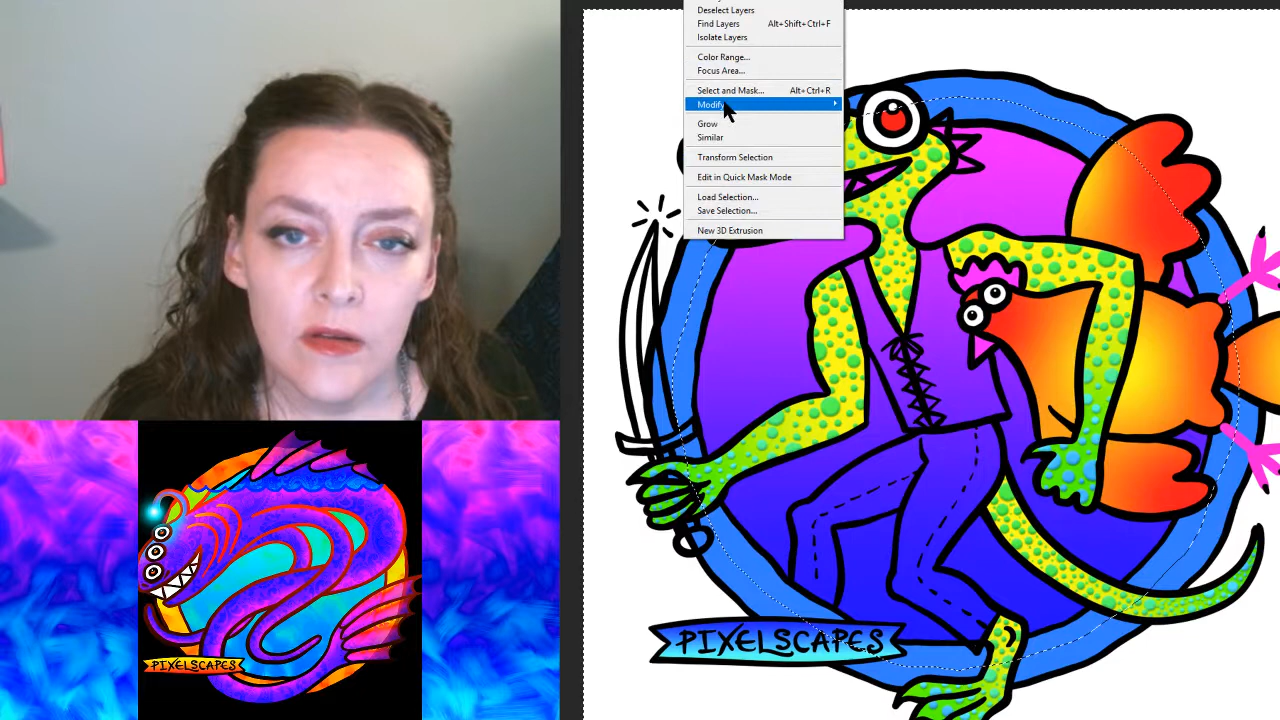 Deselect Layers
Find Layers Alt+Shift+Ctrl+F
Isolate Layers
Color Range...
Focus Area...
Select and Mask... Alt+Ctrl+R
Modify
Grow
Similar
Transform Selection
Edit in Quick Mask Mode
Load Selection...
Save Selection...
New 3D Extrusion
PIXELSCAPES
PIXELSCAPES